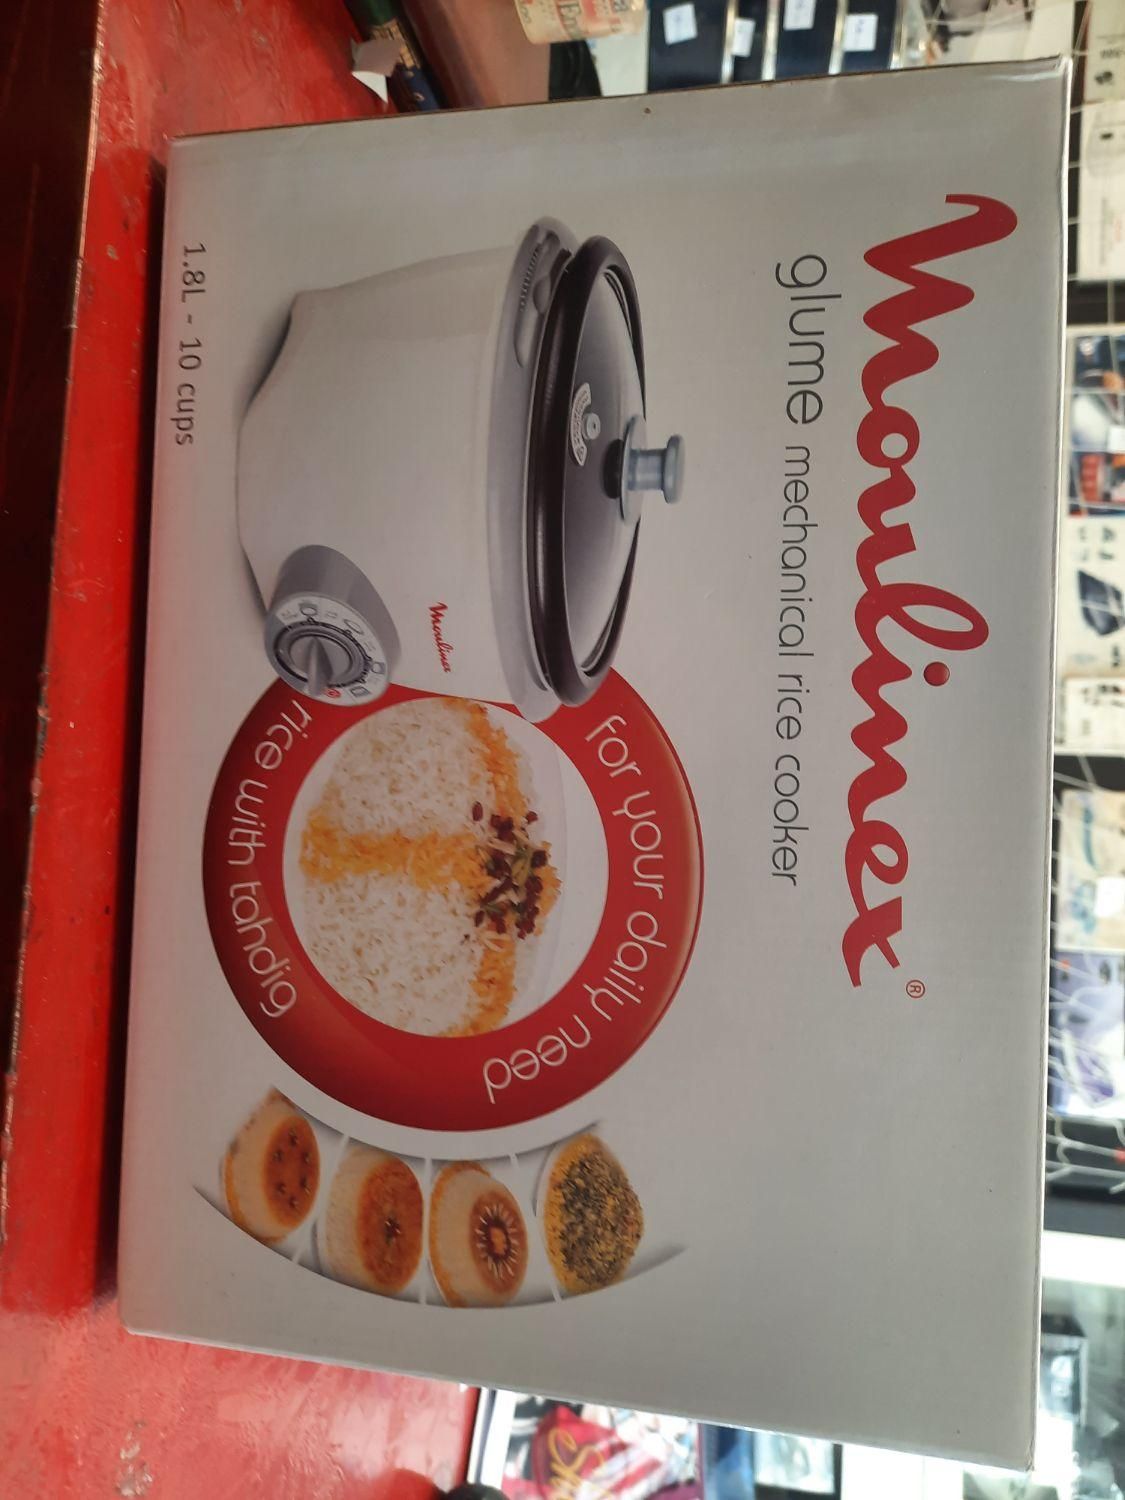 Moulinex®
glume mechanical rice cooker
for your daily need
Moulinex
rice with tahdig
1.8L - 10 cups